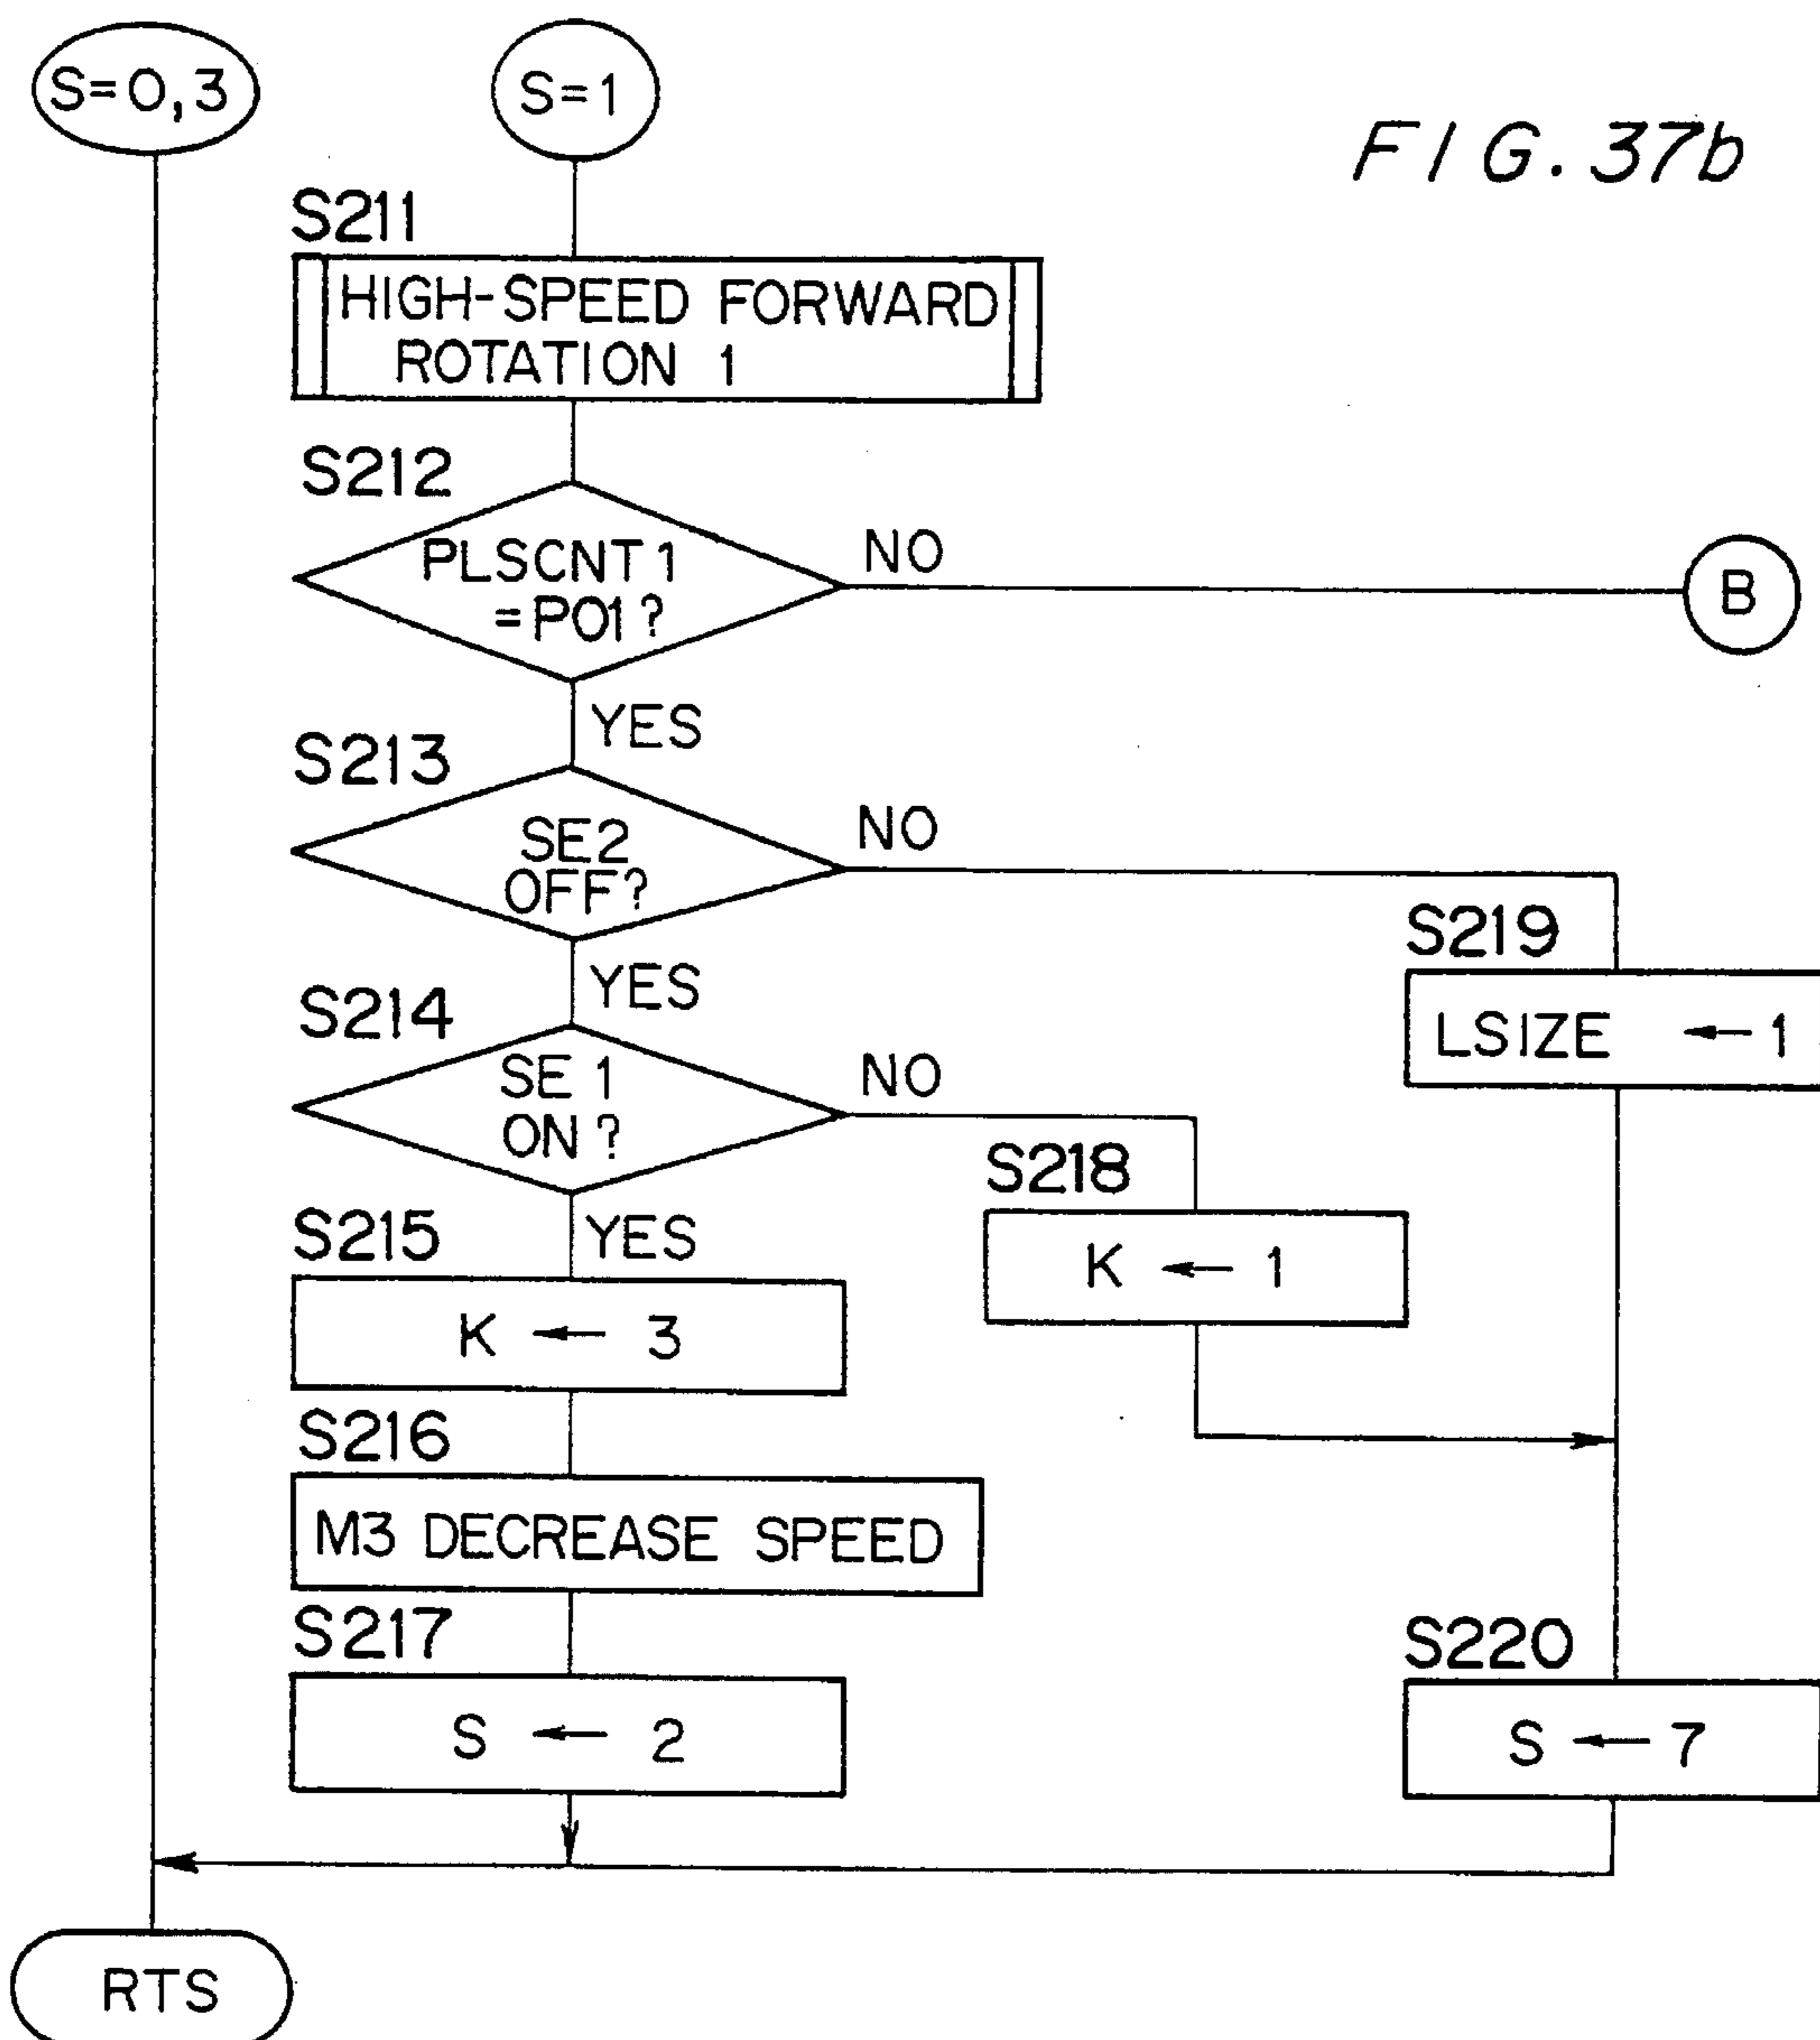 S=0,3
S=1
FIG. 37b
S211
HIGH-SPEED FORWARD
ROTATION 1
S212
PLSCNT 1
=P01?
NO
B
YES
S213
SE2
OFF?
NO
S219
LSIZE ← 1
YES
S214
SE 1
ON?
NO
S218
K ← 1
YES
S215
K ← 3
S216
M3 DECREASE SPEED
S217
S ← 2
S220
S ← 7
RTS